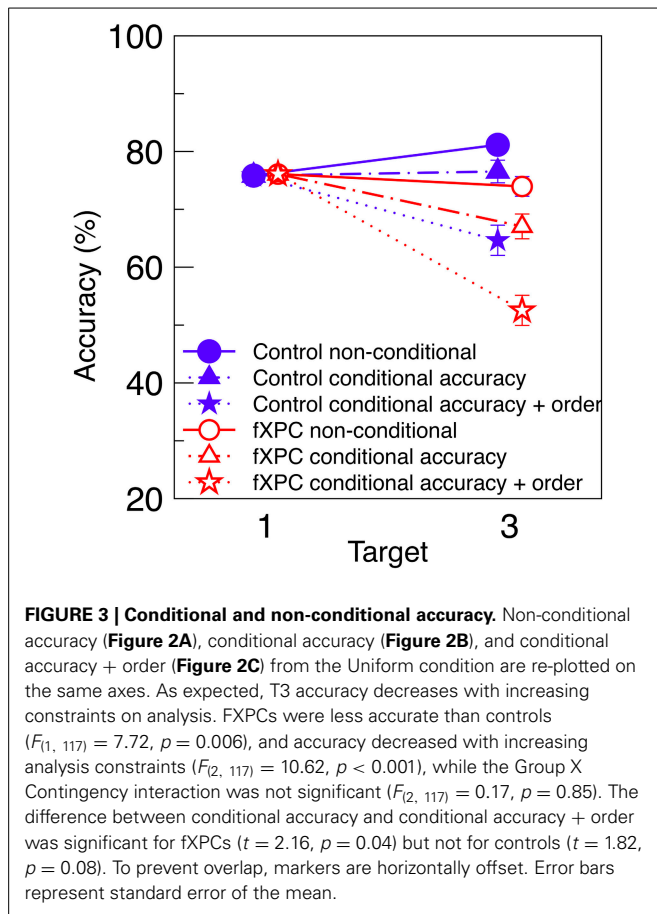 100
80
60
40
20
Accuracy (%)
Control non-conditional
Control conditional accuracy
Control conditional accuracy + order
fXPC non-conditional
fXPC conditional accuracy
fXPC conditional accuracy + order
1 3
Target
FIGURE 3 | Conditional and non-conditional accuracy. Non-conditional
accuracy (Figure 2A), conditional accuracy (Figure 2B), and conditional
accuracy + order (Figure 2C) from the Uniform condition are re-plotted on
the same axes. As expected, T3 accuracy decreases with increasing
constraints on analysis. FXPCs were less accurate than controls
(F(1, 117) = 7.72, p = 0.006), and accuracy decreased with increasing
analysis constraints (F(2, 117) = 10.62, p < 0.001), while the Group X
Contingency interaction was not significant (F(2, 117) = 0.17, p = 0.85). The
difference between conditional accuracy and conditional accuracy + order
was significant for fXPCs (t = 2.16, p = 0.04) but not for controls (t = 1.82,
p = 0.08). To prevent overlap, markers are horizontally offset. Error bars
represent standard error of the mean.